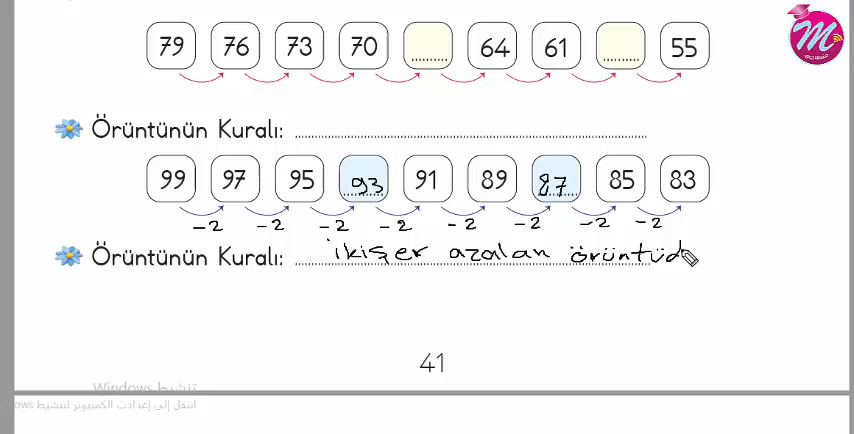 79 76 73 70 .......... 64 61 .......... 55
Örüntünün Kuralı: ..........
99 97 95 93 91 89 87 85 83
-2 -2 -2 -2 -2 -2 -2 -2
Örüntünün Kuralı: ikişer azalan örüntüd
41
تنشيط Windows
انتقل إلى إعدادات الكمبيوتر لتنشيط ows